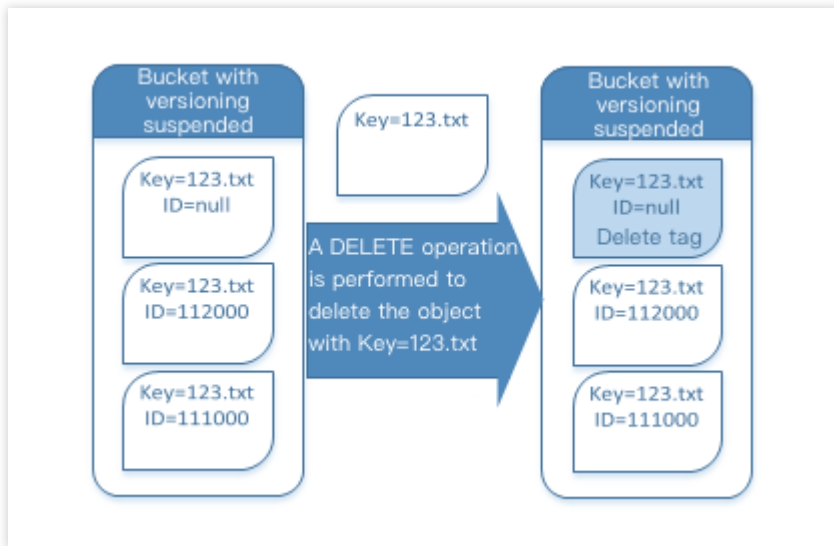 Bucket with
versioning
suspended
Key=123.txt
ID=null
Key=123.txt
ID=112000
Key=123.txt
ID=111000
Key=123.txt
A DELETE operation
is performed to
delete the object
with Key=123.txt
Bucket with
versioning
suspended
Key=123.txt
ID=null
Delete tag
Key=123.txt
ID=112000
Key=123.txt
ID=111000